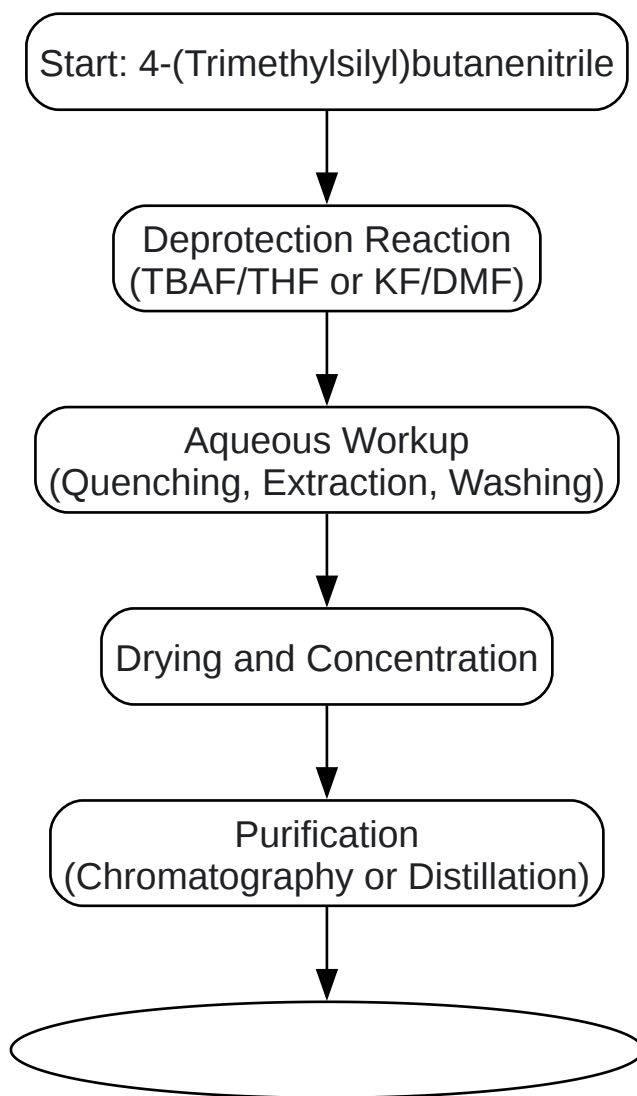 Start: 4-(Trimethylsilyl)butanenitrile
Deprotection Reaction
(TBAF/THF or KF/DMF)
Aqueous Workup
(Quenching, Extraction, Washing)
Drying and Concentration
Purification
(Chromatography or Distillation)